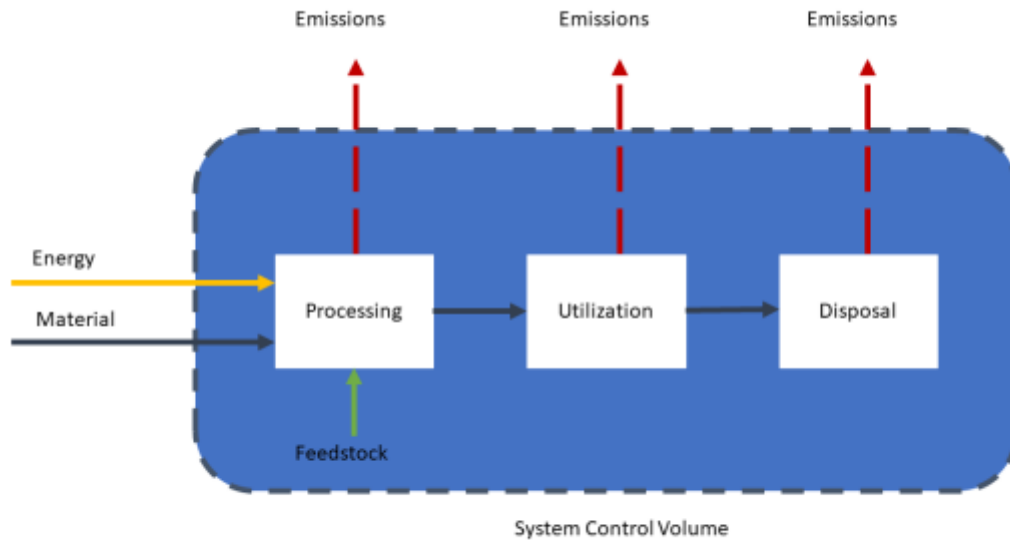 Emissions
Emissions
Emissions
Energy
Material
Processing
Utilization
Disposal
Feedstock
System Control Volume